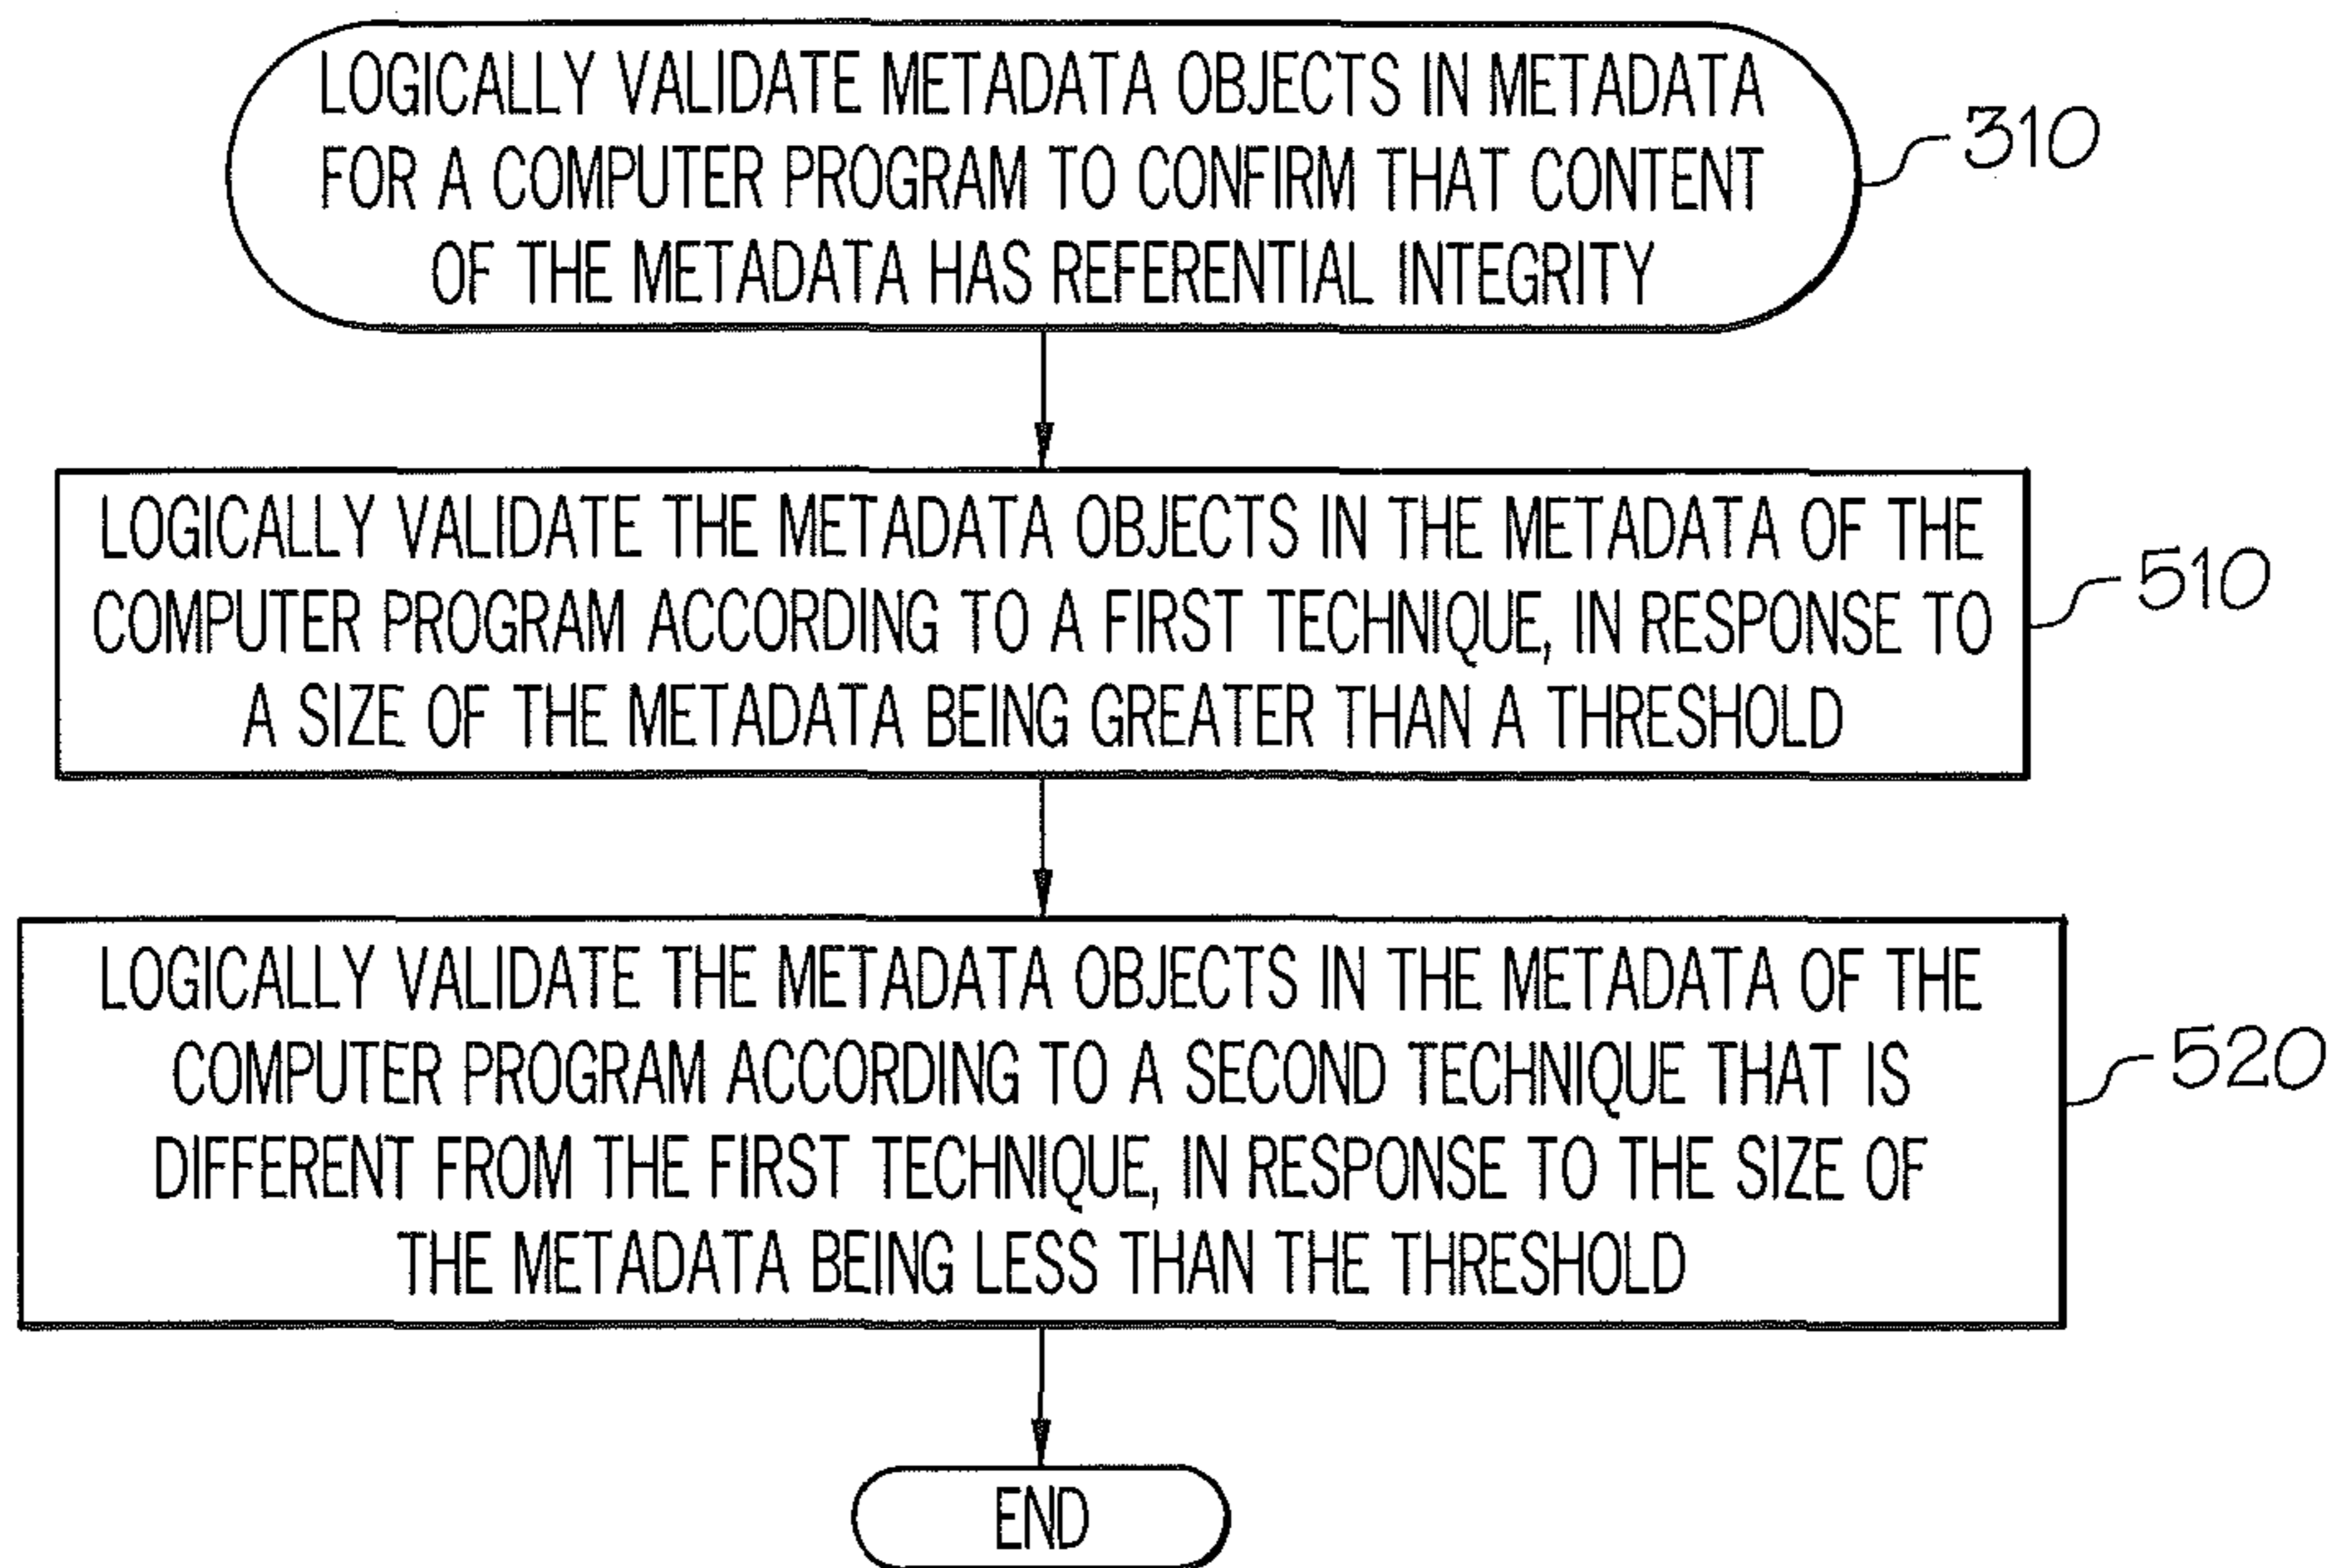 LOGICALLY VALIDATE METADATA OBJECTS IN METADATA
FOR A COMPUTER PROGRAM TO CONFIRM THAT CONTENT
OF THE METADATA HAS REFERENTIAL INTEGRITY
310
LOGICALLY VALIDATE THE METADATA OBJECTS IN THE METADATA OF THE
COMPUTER PROGRAM ACCORDING TO A FIRST TECHNIQUE, IN RESPONSE TO
A SIZE OF THE METADATA BEING GREATER THAN A THRESHOLD
510
LOGICALLY VALIDATE THE METADATA OBJECTS IN THE METADATA OF THE
COMPUTER PROGRAM ACCORDING TO A SECOND TECHNIQUE THAT IS
DIFFERENT FROM THE FIRST TECHNIQUE, IN RESPONSE TO THE SIZE OF
THE METADATA BEING LESS THAN THE THRESHOLD
520
END